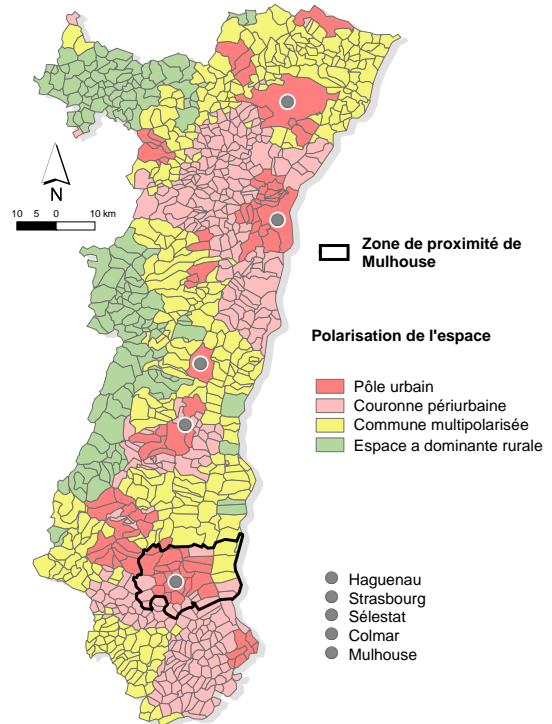 N
10 5 0 10 km
Zone de proximité de
Mulhouse
Polarisation de l'espace
Pôle urbain
Couronne périurbaine
Commune multipolarisée
Espace a dominante rurale
Haguenau
Strasbourg
Sélestat
Colmar
Mulhouse